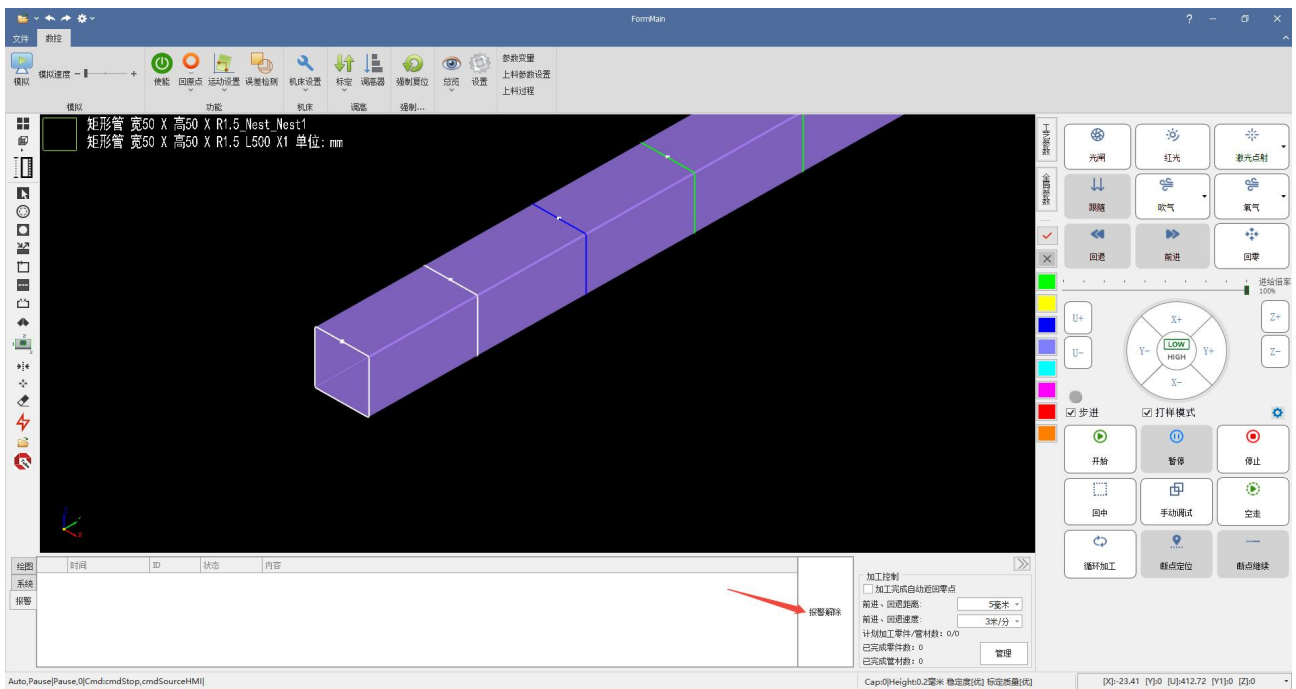 FormMain
文件 数控
模拟 模拟速度 使能 回原点 运动设置 误差检测 机床设置 标定 调高器 强制复位 总览 设置 参数变量
上料参数设置
上料过程
模拟 功能 机床 调高 强制...
矩形管 宽50 X 高50 X R1.5_Nest_Nest1
矩形管 宽50 X 高50 X R1.5 L500 X1 单位: mm
工艺参数
全局参数
光闸 红光 激光点射
跟随 吹气 氧气
回退 前进 回零
进给倍率
100%
U+ X+ Z+
U- Y- LOW HIGH Y+ Z-
X-
步进 打样模式
开始 暂停 停止
回中 手动调试 空走
循环加工 断点定位 断点继续
绘图
系统
报警
时间 ID 状态 内容
报警解除
加工控制
加工完成自动返回零点
前进、回退距离: 5毫米
前进、回退速度: 3米/分
计划加工零件/管材数: 0/0
已完成零件数: 0
已完成管材数: 0
管理
Auto,Pause|Pause,0|Cmd:cmdStop,cmdSourceHMI|
Cap:0|Height:0.2毫米 稳定度[优] 标定质量[优]
[X]:-23.41 [Y]:0 [U]:412.72 [Y1]:0 [Z]:0